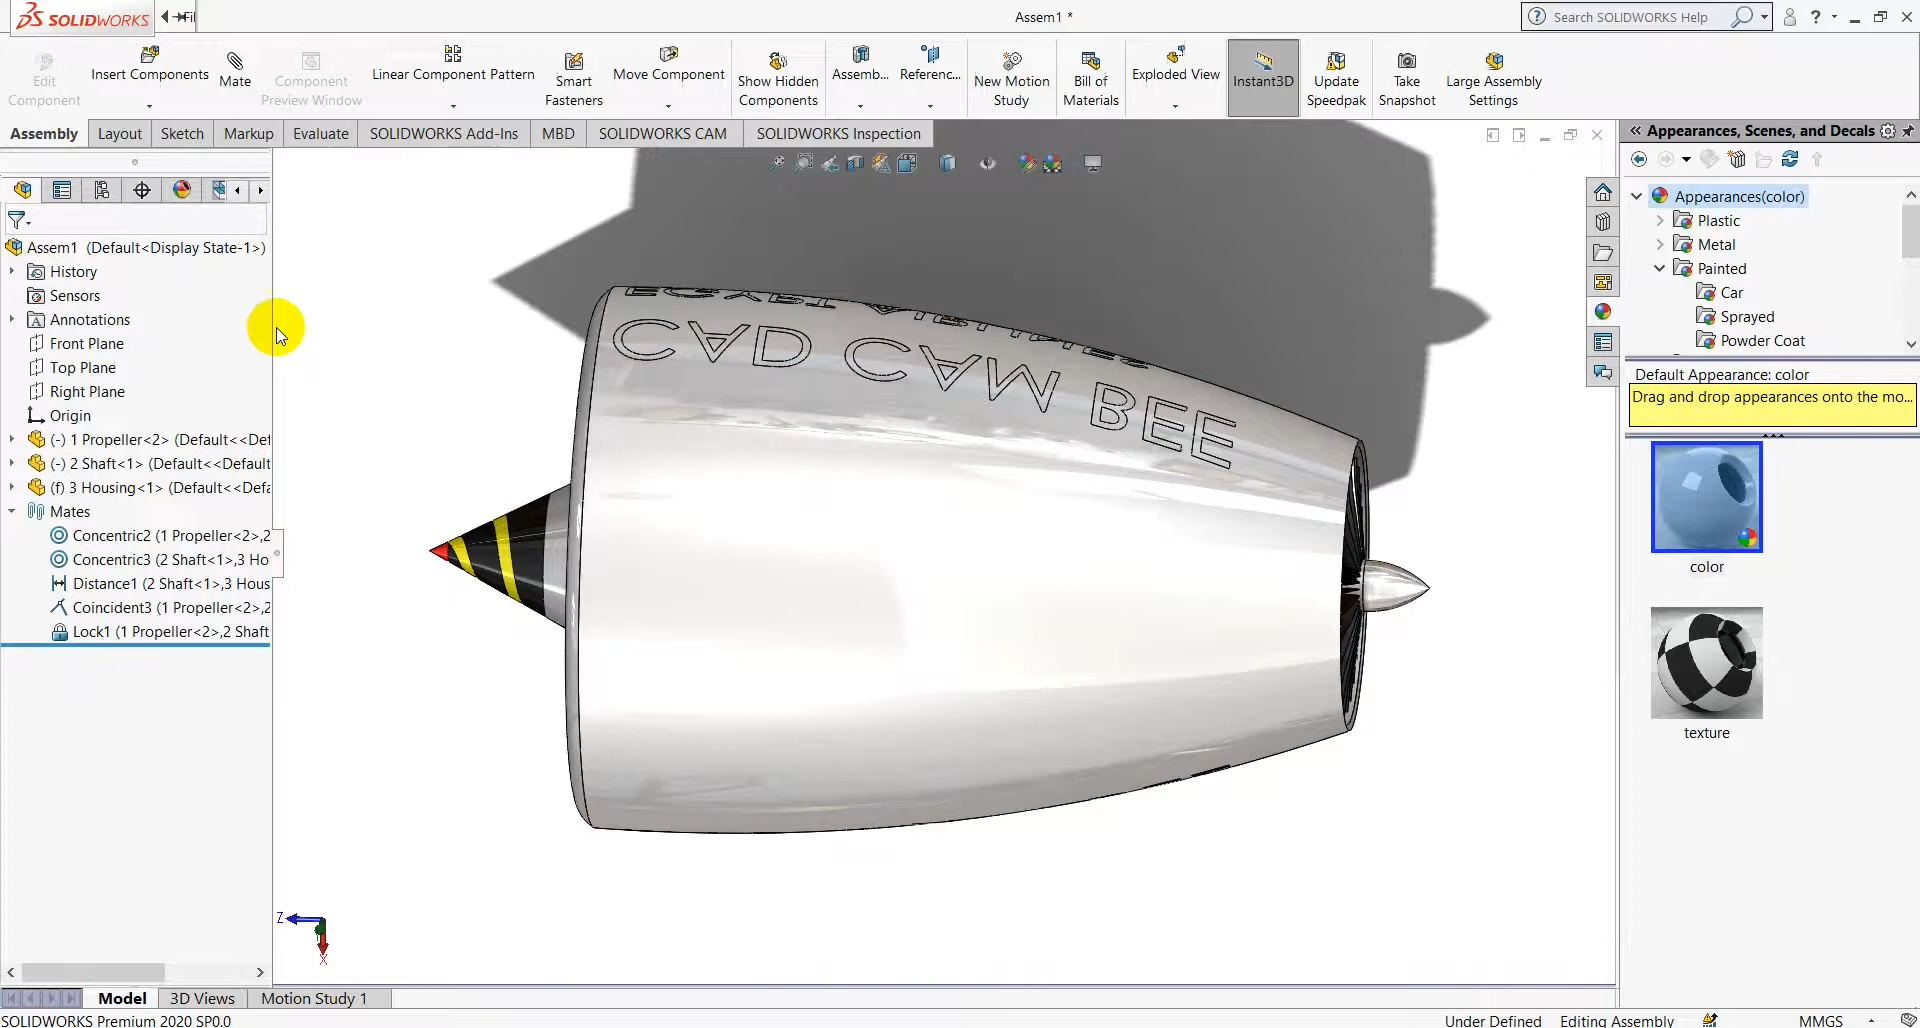 SOLIDWORKS
Fil
Assem1 *
Search SOLIDWORKS Help
Edit Component
Insert Components
Mate
Component Preview Window
Linear Component Pattern
Smart Fasteners
Move Component
Show Hidden Components
Assemb...
Referenc...
New Motion Study
Bill of Materials
Exploded View
Instant3D
Update Speedpak
Take Snapshot
Large Assembly Settings
Assembly
Layout
Sketch
Markup
Evaluate
SOLIDWORKS Add-Ins
MBD
SOLIDWORKS CAM
SOLIDWORKS Inspection
Assem1 (Default<Display State-1>)
History
Sensors
Annotations
Front Plane
Top Plane
Right Plane
Origin
(-) 1 Propeller<2> (Default<<Def
(-) 2 Shaft<1> (Default<<Default
(f) 3 Housing<1> (Default<<Defa
Mates
Concentric2 (1 Propeller<2>,2
Concentric3 (2 Shaft<1>,3 Ho
Distance1 (2 Shaft<1>,3 Hous
Coincident3 (1 Propeller<2>,2
Lock1 (1 Propeller<2>,2 Shaft
CAD CAM BEE
Z
X
Appearances, Scenes, and Decals
Appearances(color)
Plastic
Metal
Painted
Car
Sprayed
Powder Coat
Default Appearance: color
Drag and drop appearances onto the mo...
color
texture
Model
3D Views
Motion Study 1
SOLIDWORKS Premium 2020 SP0.0
Under Defined
Editing Assembly
MMGS